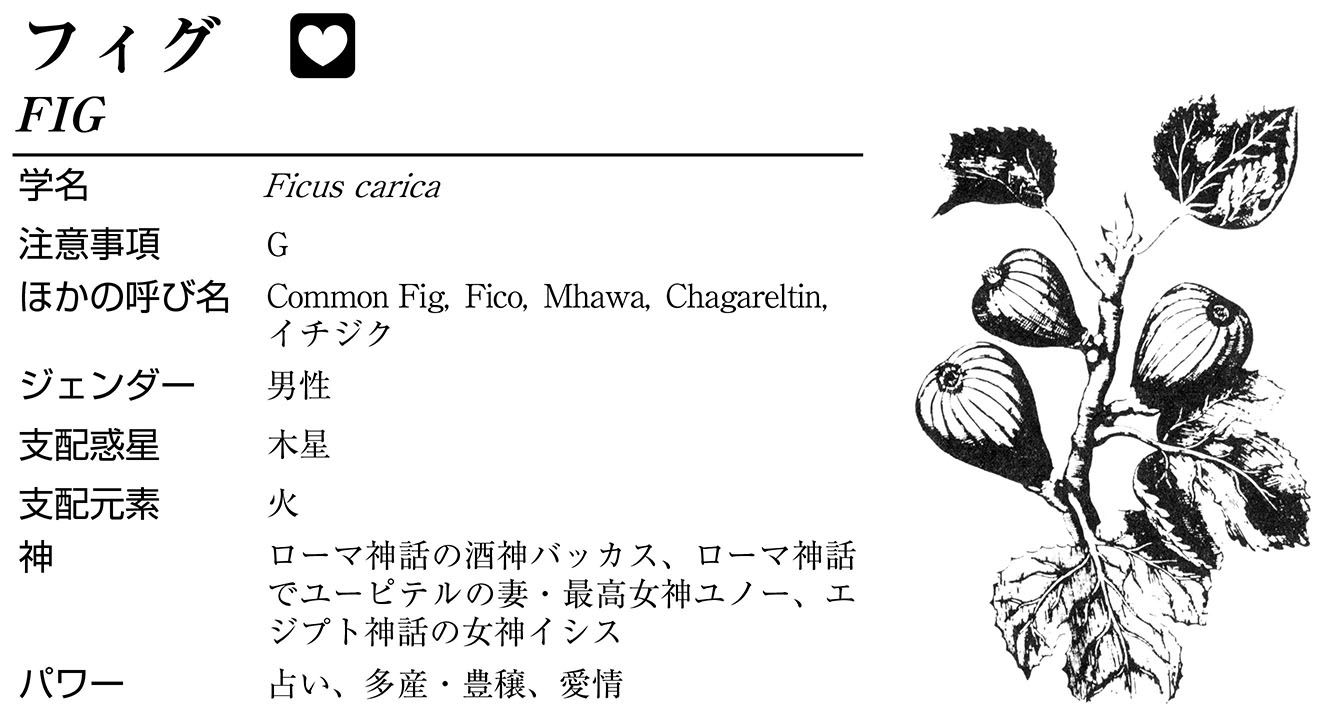 フィグ
FIG
学名 Ficus carica
注意事項 G
ほかの呼び名 Common Fig, Fico, Mhawa, Chagareltin,
イチジク
ジェンダー 男性
支配惑星 木星
支配元素 火
神 ローマ神話の酒神バッカス、ローマ神話
でユーピテルの妻・最高女神ユノー、エ
ジプト神話の女神イシス
パワー 占い、多産・豊穣、愛情